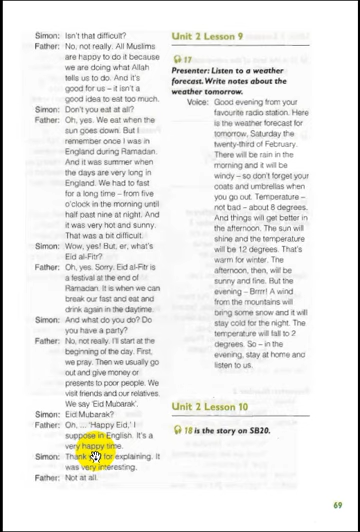 Simon: Isn't that difficult?
Father: No, not really. All Muslims
are happy to do it because
we are doing what Allah
tells us to do. And it's
good for us – it isn't a
good idea to eat too much.
Simon: Don't you eat at all?
Father: Oh, yes. We eat when the
sun goes down. But I
remember once I was in
England during Ramadan.
And it was summer when
the days are very long in
England. We had to fast
for a long time – from five
o'clock in the morning until
half past nine at night. And
it was very hot and sunny.
That was a bit difficult.
Simon: Wow, yes! But, er, what's
Eid al-Fitr?
Father: Oh, yes. Sorry. Eid al-Fitr is
a festival at the end of
Ramadan. It is when we can
break our fast and eat and
drink again in the daytime.
Simon: And what do you do? Do
you have a party?
Father: No, not really. I'll start at the
beginning of the day. First,
we pray. Then we usually go
out and give money or
presents to poor people. We
visit friends and our relatives.
We say 'Eid Mubarak'.
Simon: Eid Mubarak?
Father: Oh, ... 'Happy Eid,' I
suppose in English. It's a
very happy time.
Simon: Thank you for explaining. It
was very interesting.
Father: Not at all.
Unit 2 Lesson 9
17
Presenter: Listen to a weather
forecast. Write notes about the
weather tomorrow.
Voice: Good evening from your
favourite radio station. Here
is the weather forecast for
tomorrow, Saturday the
twenty-third of February.
There will be rain in the
morning and it will be
windy – so don't forget your
coats and umbrellas when
you go out. Temperature –
not bad – about 8 degrees.
And things will get better in
the afternoon. The sun will
shine and the temperature
will be 12 degrees. That's
warm for winter. The
afternoon, then, will be
sunny and fine. But the
evening – Brrrr! A wind
from the mountains will
bring some snow and it will
stay cold for the night. The
temperature will fall to 2
degrees. So – in the
evening, stay at home and
listen to us.
Unit 2 Lesson 10
18 is the story on SB20.
69